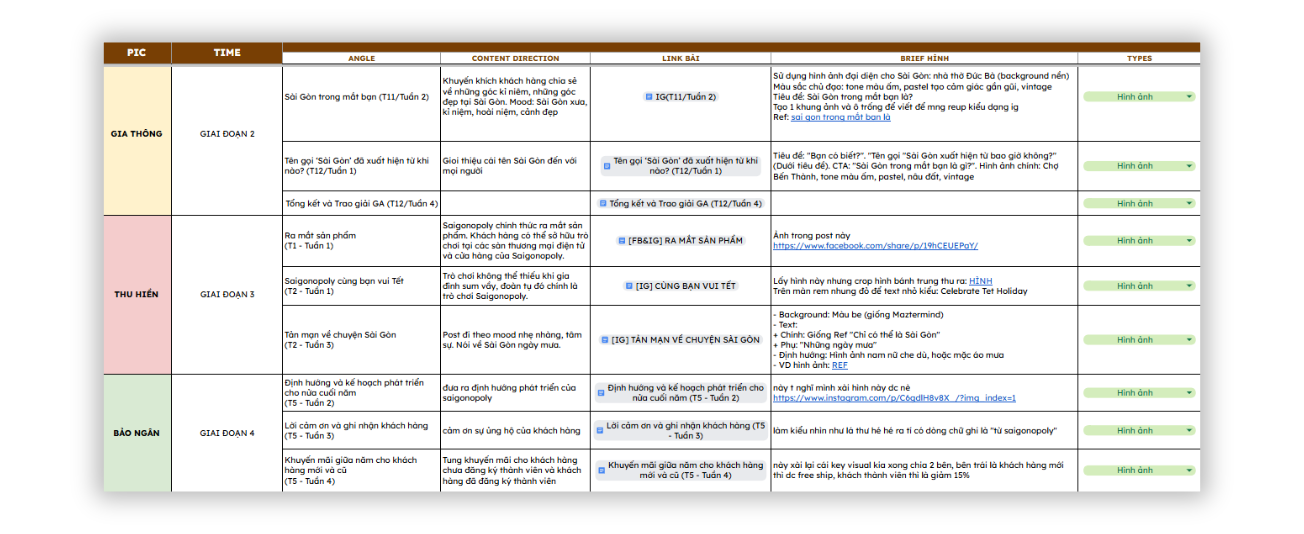 PIC
TIME
ANGLE
CONTENT DIRECTION
LINK BÀI
BRIEF HÌNH
TYPES
GIA THÔNG
GIAI ĐOẠN 2
Sài Gòn trong mắt bạn (T11/Tuần 2)
Khuyến khích khách hàng chia sẻ
về những góc kỉ niệm, những góc
đẹp tại Sài Gòn. Mood: Sài Gòn xưa,
kỉ niệm, hoài niệm, cảnh đẹp
IG(T11/Tuần 2)
Sử dụng hình ảnh đại diện cho Sài Gòn: nhà thờ Đức Bà (background nền)
Màu sắc chủ đạo: tone màu ấm, pastel tạo cảm giác gần gũi, vintage
Tiêu đề: Sài Gòn trong mắt bạn là?
Tạo 1 khung ảnh và ô trống để viết để mng reup kiểu dạng ig
Ref: sai gon trong mắt bạn là
Hình ảnh
Tên gọi 'Sài Gòn' đã xuất hiện từ khi
nào? (T12/Tuần 1)
Gioi thiệu cái tên Sài Gòn đến với
mọi người
Tên gọi 'Sài Gòn' đã xuất hiện từ khi
nào? (T12/Tuần 1)
Tiêu đề: "Bạn có biết?". "Tên gọi "Sài Gòn xuất hiện từ bao giờ không?"
(Dưới tiêu đề). CTA: "Sài Gòn trong mắt bạn là gì?". Hình ảnh chính: Chợ
Bến Thành, tone màu ấm, pastel, nâu đất, vintage
Hình ảnh
Tổng kết và Trao giải GA (T12/Tuần 4)
Tổng kết và Trao giải GA (T12/Tuần 4)
Hình ảnh
THU HIỀN
GIAI ĐOẠN 3
Ra mắt sản phẩm
(T1 - Tuần 1)
Saigonopoly chính thức ra mắt sản
phẩm. Khách hàng có thể sở hữu trò
chơi tại các sàn thương mại điện tử
và cửa hàng của Saigonopoly.
[FB&IG] RA MẮT SẢN PHẨM
Ảnh trong post này
https://www.facebook.com/share/p/19hCEUEPaY/
Hình ảnh
Saigonopoly cùng bạn vui Tết
(T2 - Tuần 1)
Trò chơi không thể thiếu khi gia
đình sum vầy, đoàn tụ đó chính là
trò chơi Saigonopoly.
[IG] CÙNG BẠN VUI TẾT
Lấy hình này nhưng crop hình bánh trung thu ra: HÌNH
Trên màn rem nhung đỏ để text nhỏ kiểu: Celebrate Tet Holiday
Hình ảnh
Tản mạn về chuyện Sài Gòn
(T2 - Tuần 3)
Post đi theo mood nhẹ nhàng, tâm
sự. Nói về Sài Gòn ngày mưa.
[IG] TẢN MẠN VỀ CHUYỆN SÀI GÒN
- Background: Màu be (giống Maztermind)
- Text:
+ Chính: Giống Ref "Chỉ có thể là Sài Gòn"
+ Phụ: "Những ngày mưa"
- Định hướng: Hình ảnh nam nữ che dù, hoặc mặc áo mưa
- VD hình ảnh: REF
Hình ảnh
BẢO NGÂN
GIAI ĐOẠN 4
Định hướng và kế hoạch phát triển
cho nửa cuối năm
(T5 - Tuần 2)
đưa ra định hướng phát triển của
saigonopoly
Định hướng và kế hoạch phát triển cho
nửa cuối năm (T5 - Tuần 2)
này t nghĩ mình xài hình này dc nè
https://www.instagram.com/p/C6qdlH8v8X_/?img_index=1
Hình ảnh
Lời cảm ơn và ghi nhận khách hàng
(T5 - Tuần 3)
cảm ơn sự ủng hộ của khách hàng
Lời cảm ơn và ghi nhận khách hàng (T5
- Tuần 3)
làm kiểu nhìn như lá thư hé hé ra tí có dòng chữ ghi là "từ saigonopoly"
Hình ảnh
Khuyến mãi giữa năm cho khách
hàng mới và cũ
(T5 - Tuần 4)
Tung khuyến mãi cho khách hàng
chưa đăng ký thành viên và khách
hàng đã đăng ký thành viên
Khuyến mãi giữa năm cho khách hàng
mới và cũ (T5 - Tuần 4)
này xài lại cái key visual kia xong chia 2 bên, bên trái là khách hàng mới
thì dc free ship, khách thành viên thì là giảm 15%
Hình ảnh